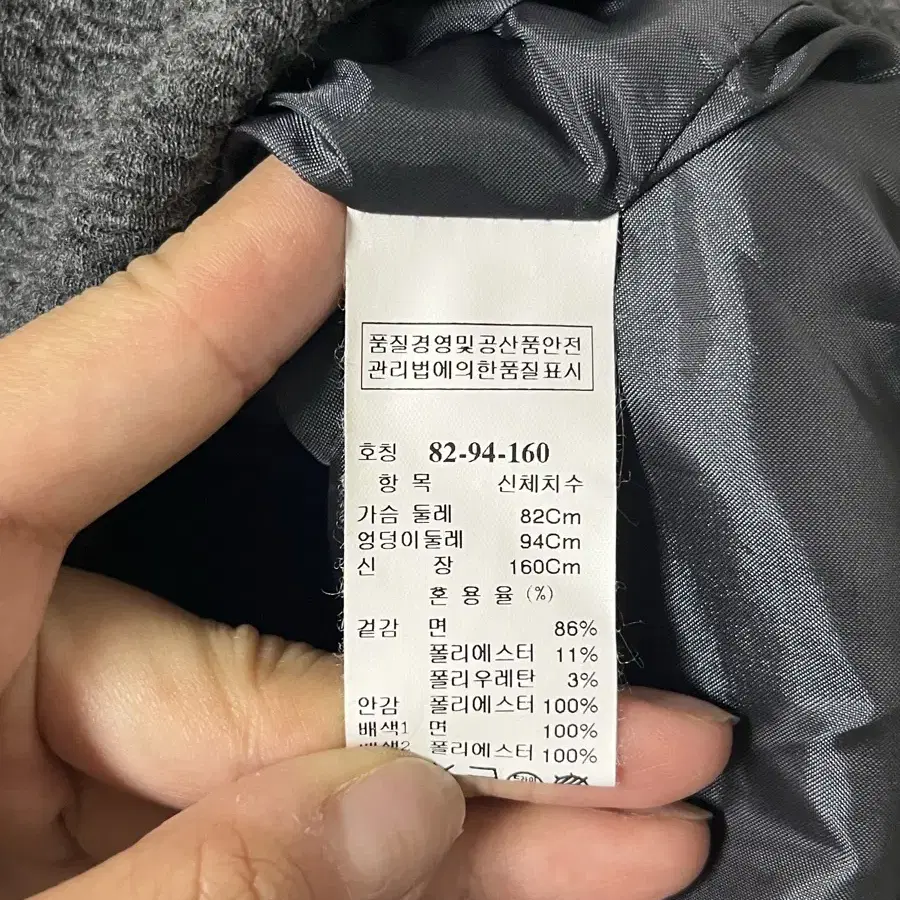 품질경영및공산품안전
관리법에의한품질표시
호칭 82-94-160
항 목 신체치수
가슴 둘레 82Cm
엉덩이둘레 94Cm
신 장 160Cm
혼 용 율 (%)
겉감 면 86%
폴리에스터 11%
폴리우레탄 3%
안감 폴리에스터 100%
배색1 면 100%
배색2 폴리에스터 100%